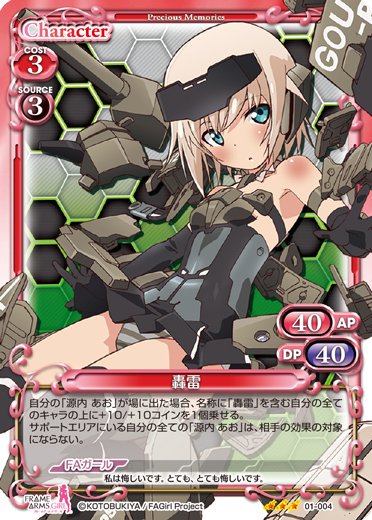 Precious Memories
Character
COST
3
SOURCE
3
GOU-R
40 AP
DP 40
轟雷
自分の「源内 あお」が場に出た場合、名称に「轟雷」を含む自分の全て
のキャラの上に+10/+10コインを1個乗せる。
サポートエリアにいる自分の全ての「源内 あお」は、相手の効果の対象
にならない。
FAガール
私は悔しいです。とても、とても悔しいです。
FRAME
ARMS GIRL
©KOTOBUKIYA / FAGirl Project
01-004